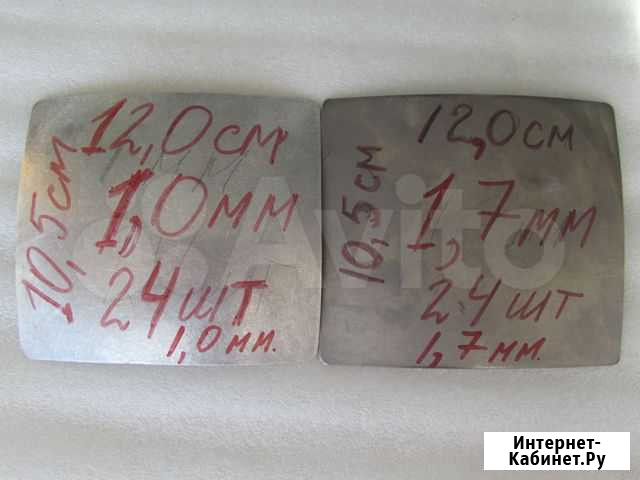 12,0см
10,5см
1,0мм
24шт
1,0мм.
12,0см
10,5см
1,7мм
24шт
1,7мм.
Avito
Интернет-
Кабинет.Ру